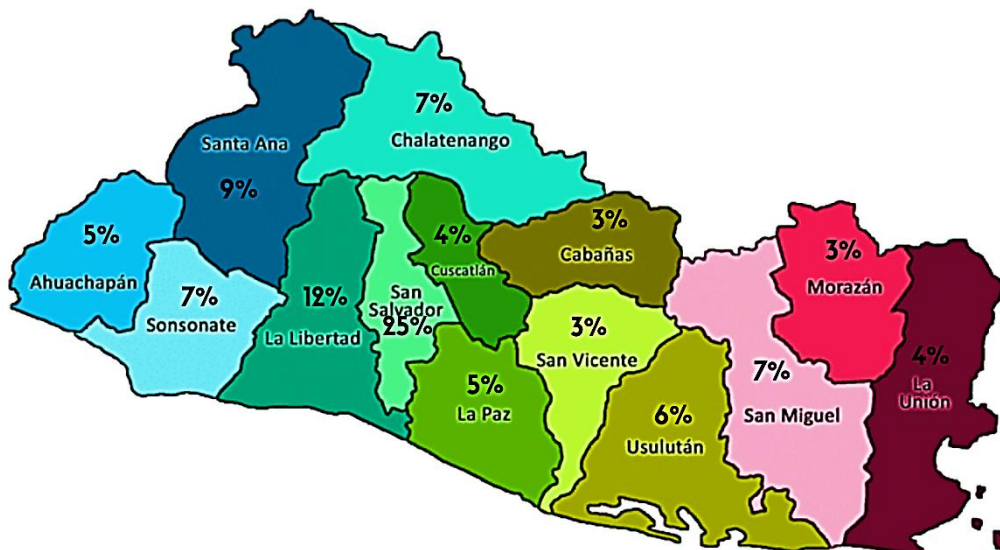 7%
Chalatenango
Santa Ana
9%
5%
Ahuachapán
7%
Sonsonate
12%
La Libertad
San
Salvador
25%
4%
Cuscatlán
3%
Cabañas
3%
San Vicente
5%
La Paz
6%
Usulután
7%
San Miguel
3%
Morazán
4%
La
Unión